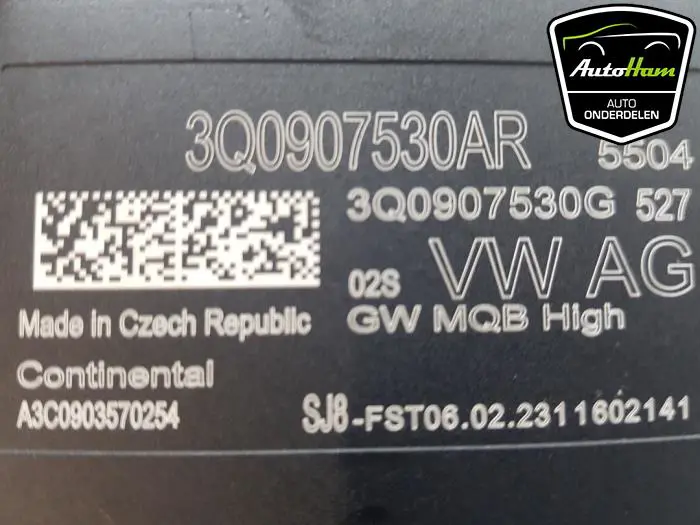 AutoHam
AUTO
ONDERDELEN
3Q0907530AR 5504
3Q0907530G 527
02S VW AG
Made in Czech Republic GW MQB High
Continental
A3C0903570254 SJ8-FST06.02.2311602141